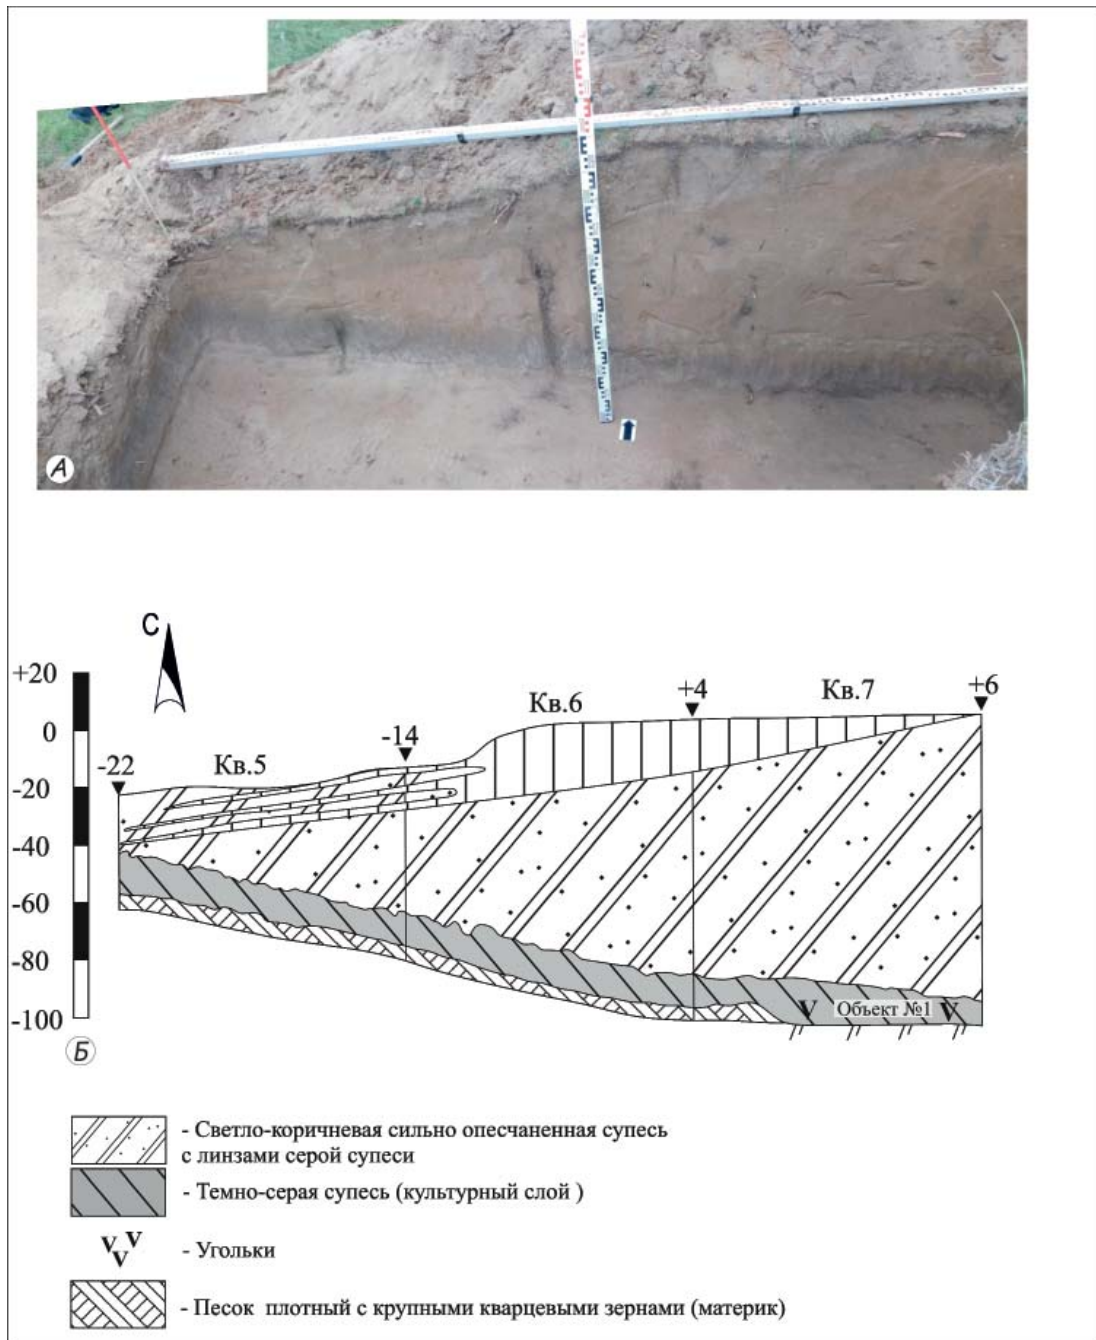 А
С
+20
Кв.6
+4
Кв.7
+6
0
-14
-22
Кв.5
-20
-40
-60
-80
-100
V Объект №1 V
Б
- Светло-коричневая сильно опесчаненная супесь
с линзами серой супеси
- Темно-серая супесь (культурный слой )
V V V
- Угольки
- Песок плотный с крупными кварцевыми зернами (материк)